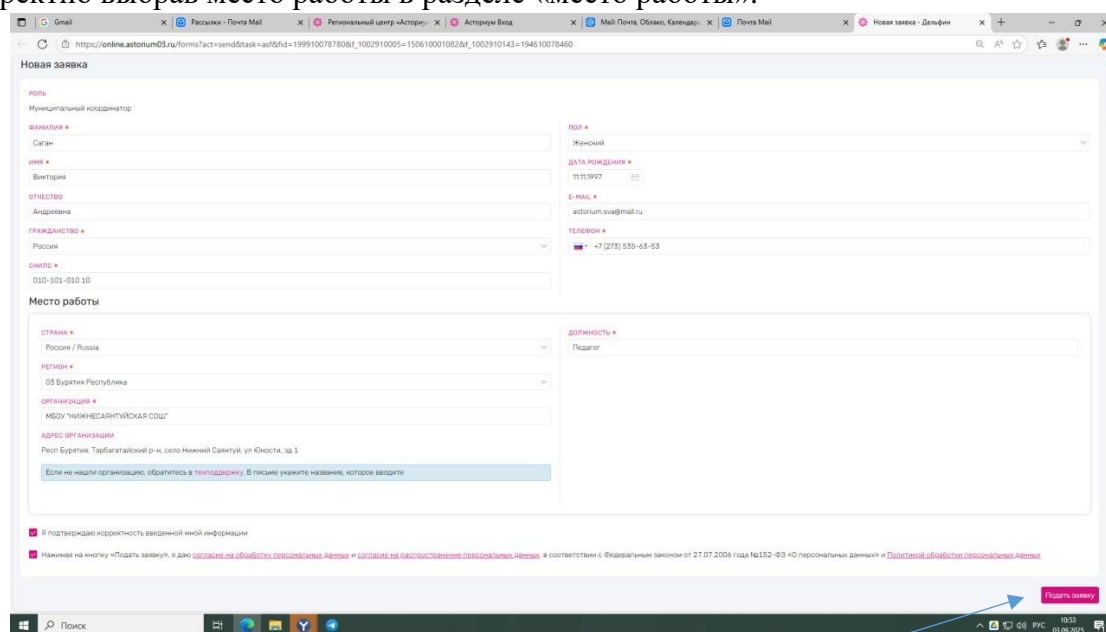 ректно выбрав место работы в разделе «место работы».
Gmail
Рассылки - Почта Mail
Региональный центр «Асториу
Асториум Вход
Mail: Почта, Облако, Календарь
Почта Mail
Новая заявка - Дельфин
https://online.astorium03.ru/forms?act=send&task=asf&fid=199910078780&f_1002910005=150610001082&f_1002910143=194610078460
Новая заявка
РОЛЬ
Муниципальный координатор
ФАМИЛИЯ *
Саган
ПОЛ *
Женский
ИМЯ *
Виктория
ДАТА РОЖДЕНИЯ *
11.11.1997
ОТЧЕСТВО
Андреевна
E-MAIL *
astorium.sva@mail.ru
ГРАЖДАНСТВО *
Россия
ТЕЛЕФОН *
+7 (273) 535-63-53
СНИЛС *
010-101-010 10
Место работы
СТРАНА *
Россия / Russia
ДОЛЖНОСТЬ *
Педагог
РЕГИОН *
03 Бурятия Республика
ОРГАНИЗАЦИЯ *
МБОУ "НИЖНЕСАЯНТУЙСКАЯ СОШ"
АДРЕС ОРГАНИЗАЦИИ
Респ Бурятия, Тарбагатайский р-н, село Нижний Саянтуй, ул Юности, зд 1
Если не нашли организацию, обратитесь в техподдержку. В письме укажите название, которое вводите
Я подтверждаю корректность введенной мной информации
Нажимая на кнопку «Подать заявку», я даю согласие на обработку персональных данных и согласие на распространение персональных данных, в соответствии с Федеральным законом от 27.07.2006 года №152-ФЗ «О персональных данных» и Политикой обработки персональных данных
Подать заявку
Поиск
РУС
10:53
03.09.2025